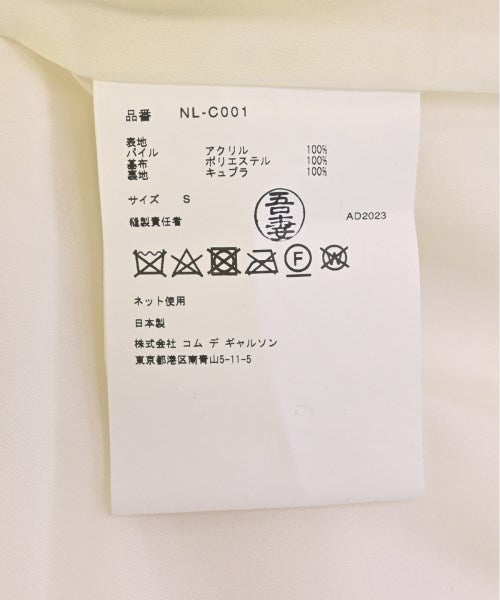 品番 NL-C001
表地
パイル アクリル 100%
基布 ポリエステル 100%
裏地 キュプラ 100%
サイズ S
縫製責任者 吾妻 AD2023
F W
ネット使用
日本製
株式会社 コム デ ギャルソン
東京都港区南青山5-11-5